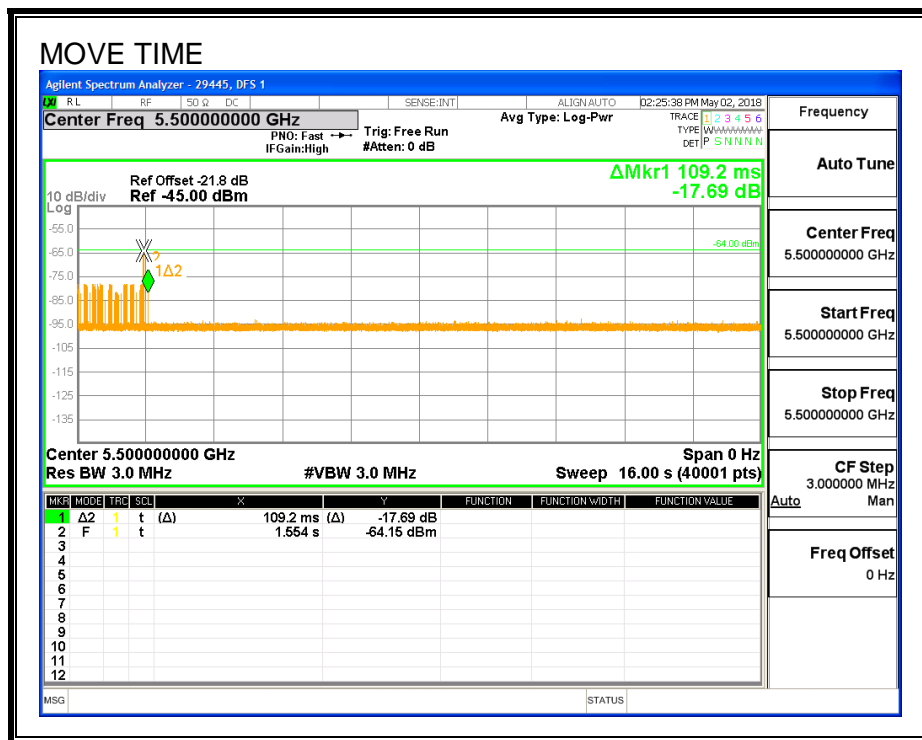 MOVE TIME
Agilent Spectrum Analyzer - 29445, DFS 1
LXI RL RF 50 Ω DC SENSE:INT ALIGN AUTO 02:25:38 PM May 02, 2018
Center Freq 5.500000000 GHz Avg Type: Log-Pwr TRACE 1 2 3 4 5 6
PNO: Fast Trig: Free Run TYPE WWWWWW
IFGain:High #Atten: 0 dB DET P S N N N N
Frequency
Auto Tune
ΔMkr1 109.2 ms
Ref Offset -21.8 dB
10 dB/div Ref -45.00 dBm -17.69 dB
Log
-55.0
-64.00 dBm
-65.0
2
1Δ2
-75.0
-85.0
-95.0
-105
-115
-125
-135
Center 5.500000000 GHz Span 0 Hz
Res BW 3.0 MHz #VBW 3.0 MHz Sweep 16.00 s (40001 pts)
Center Freq
5.500000000 GHz
Start Freq
5.500000000 GHz
Stop Freq
5.500000000 GHz
CF Step
3.000000 MHz
Auto Man
Freq Offset
0 Hz
MKR MODE TRC SCL X Y FUNCTION FUNCTION WIDTH FUNCTION VALUE
1 Δ2 1 t (Δ) 109.2 ms (Δ) -17.69 dB
2 F 1 t 1.554 s -64.15 dBm
3
4
5
6
7
8
9
10
11
12
MSG STATUS